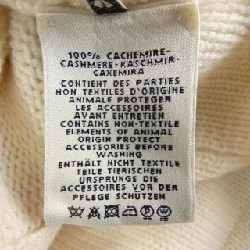 100% CACHEMIRE-
CASHMERE-KASCHMIR-
CAXEMIRA
CONTIENT DES PARTIES
NON TEXTILES D'ORIGINE
ANIMALE PROTEGER
LES ACCESSOIRES
AVANT ENTRETIEN
CONTAINS NON-TEXTILE
ELEMENTS OF ANIMAL
ORIGIN PROTECT
ACCESSORIES BEFORE
WASHING
ENTHÄLT NICHT TEXTILE
TEILE TIERISCHEN
URSPRUNGS DIE
ACCESSOIRES VOR DER
PFLEGE SCHÜTZEN